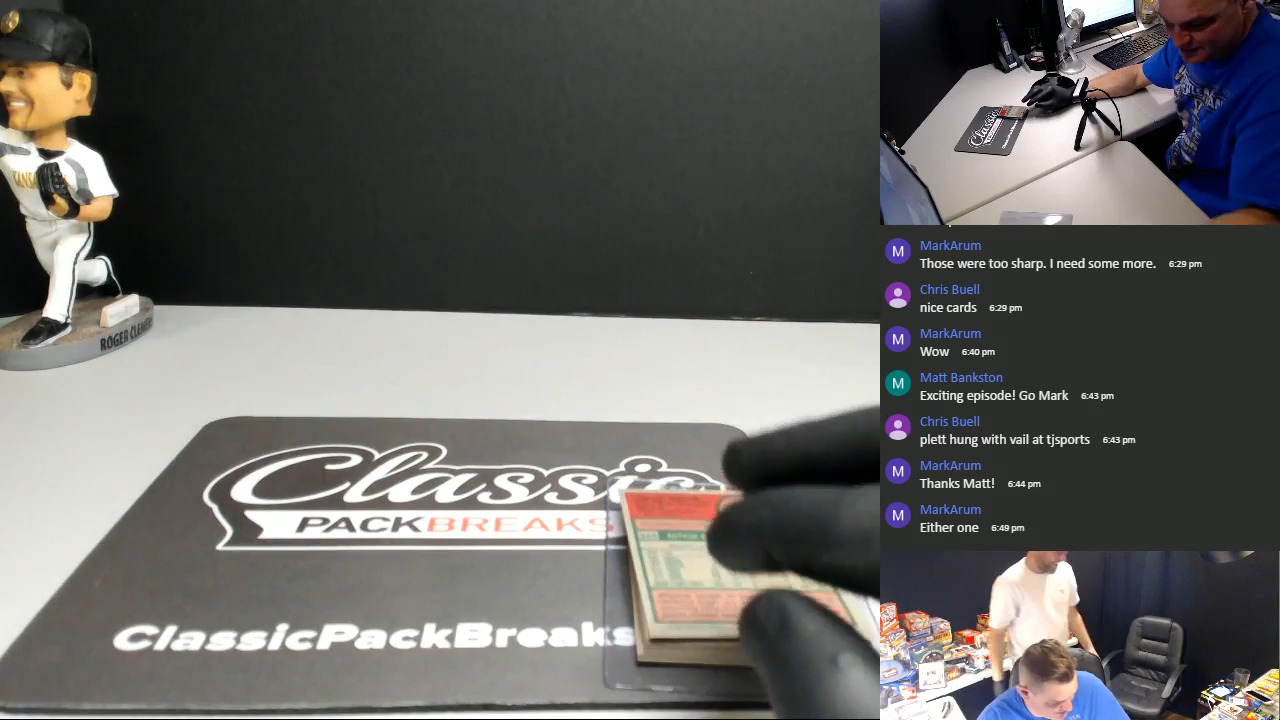 ROGER CLEMENS
Classic
PACKBREAKS
ClassicPackBreaks
MarkArum
Those were too sharp. I need some more. 6:29 pm
Chris Buell
nice cards 6:29 pm
MarkArum
Wow 6:40 pm
Matt Bankston
Exciting episode! Go Mark 6:43 pm
Chris Buell
plett hung with vail at tjsports 6:43 pm
MarkArum
Thanks Matt! 6:44 pm
MarkArum
Either one 6:49 pm